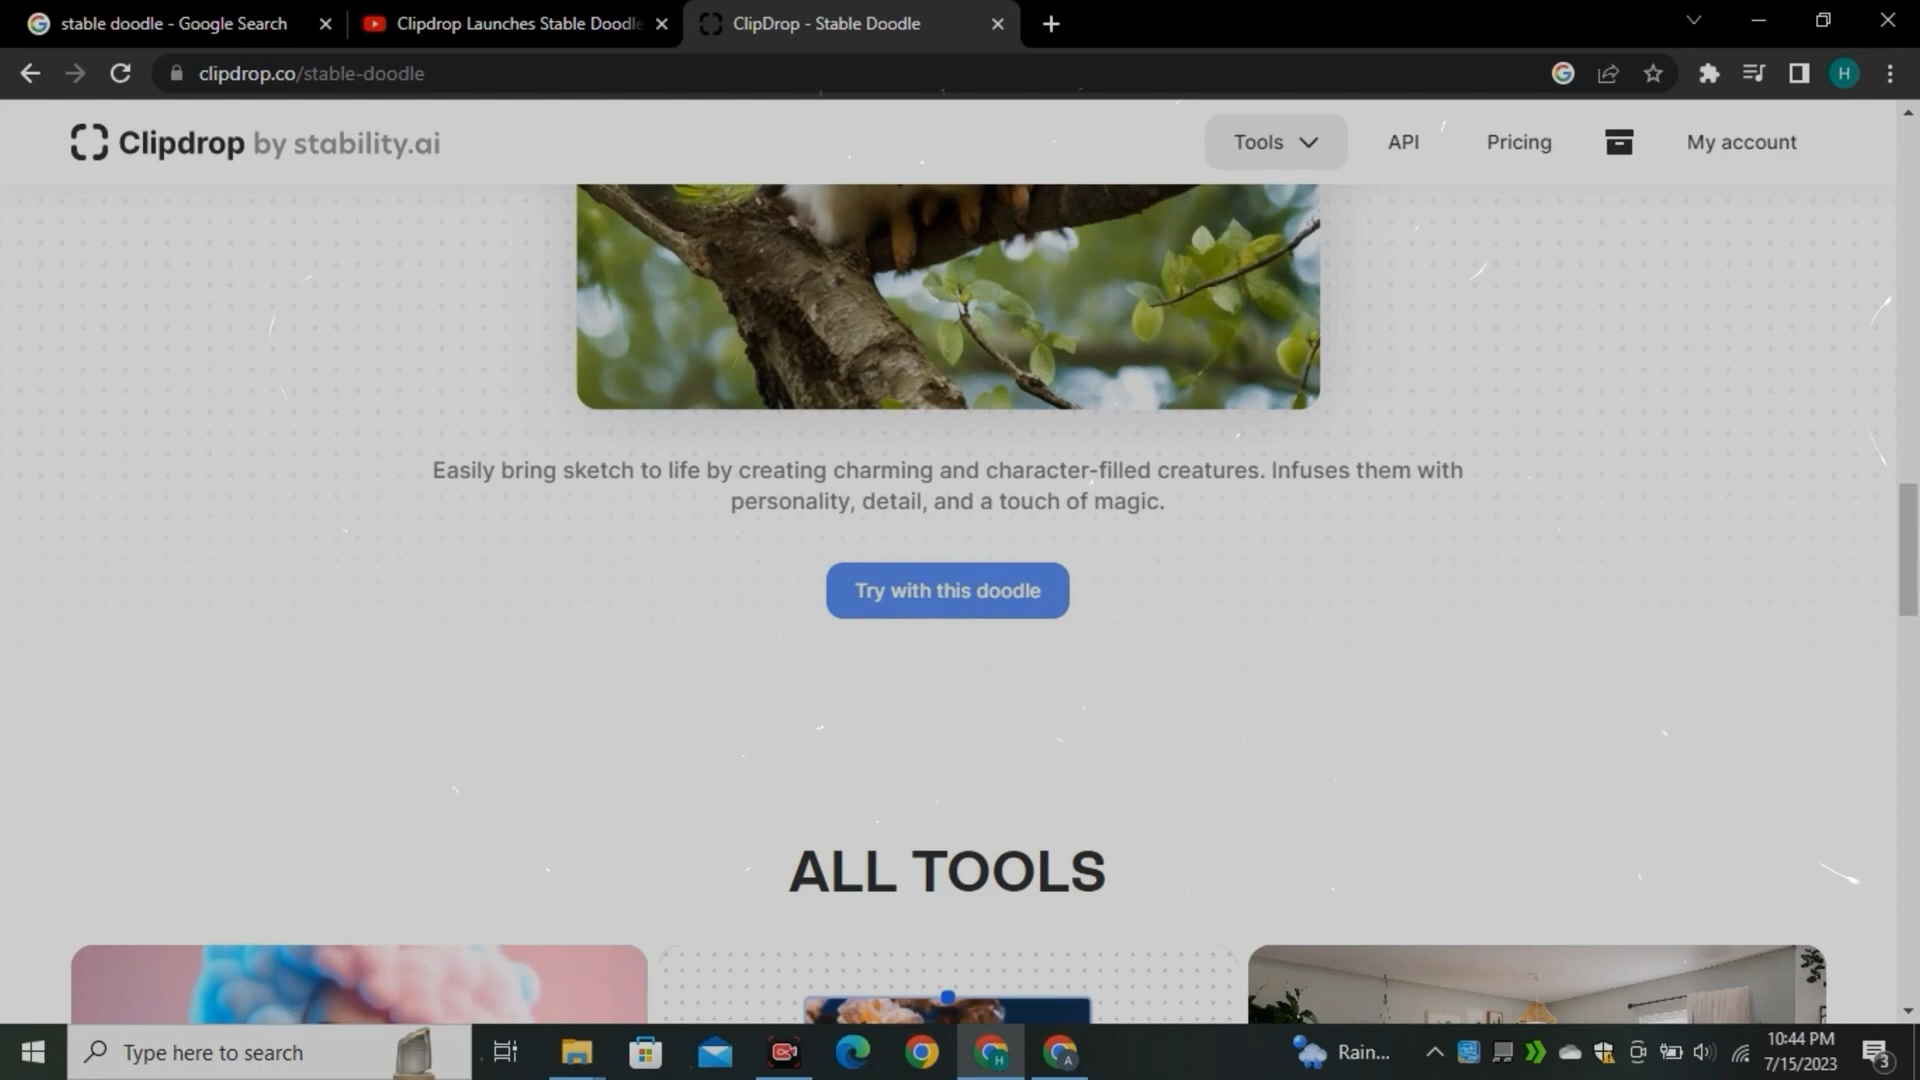 stable doodle - Google Search
Clipdrop Launches Stable Doodle
ClipDrop - Stable Doodle
clipdrop.co/stable-doodle
H
Clipdrop by stability.ai
Tools
API
Pricing
My account
Easily bring sketch to life by creating charming and character-filled creatures. Infuses them with
personality, detail, and a touch of magic.
Try with this doodle
ALL TOOLS
Type here to search
H
A
Rain...
10:44 PM
7/15/2023
3